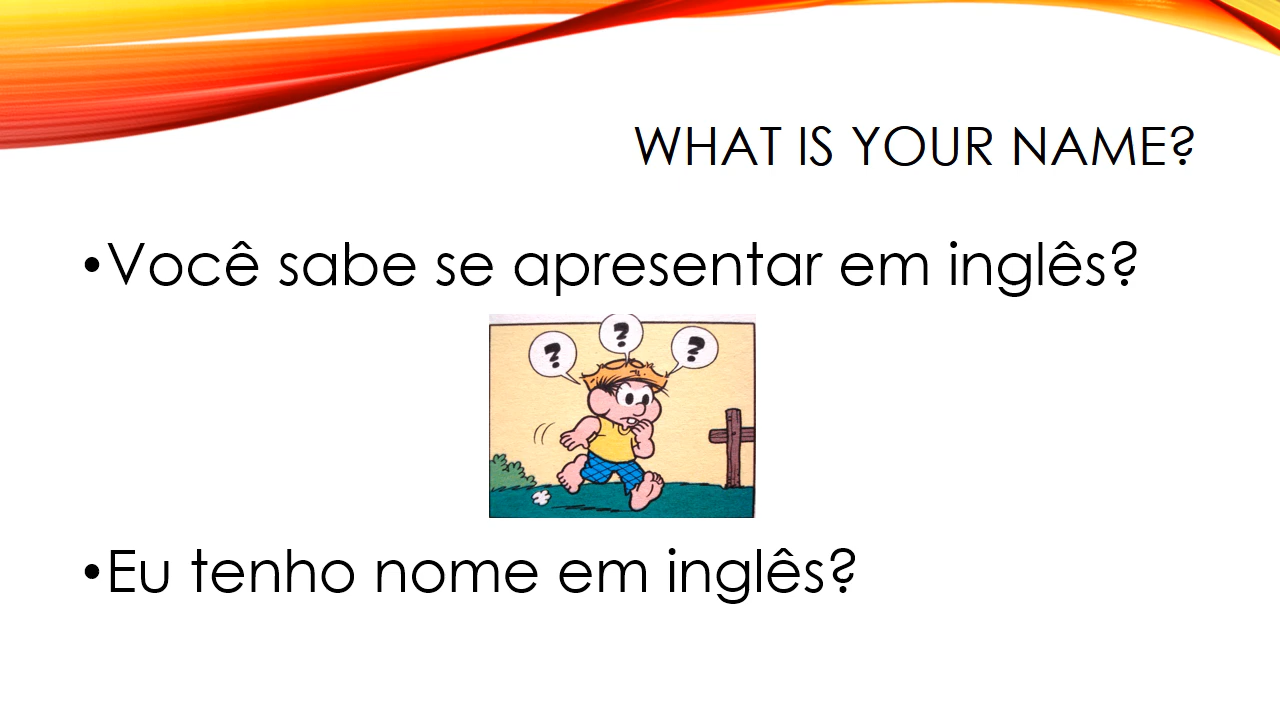 WHAT IS YOUR NAME?
•Você sabe se apresentar em inglês?
? ? ?
•Eu tenho nome em inglês?